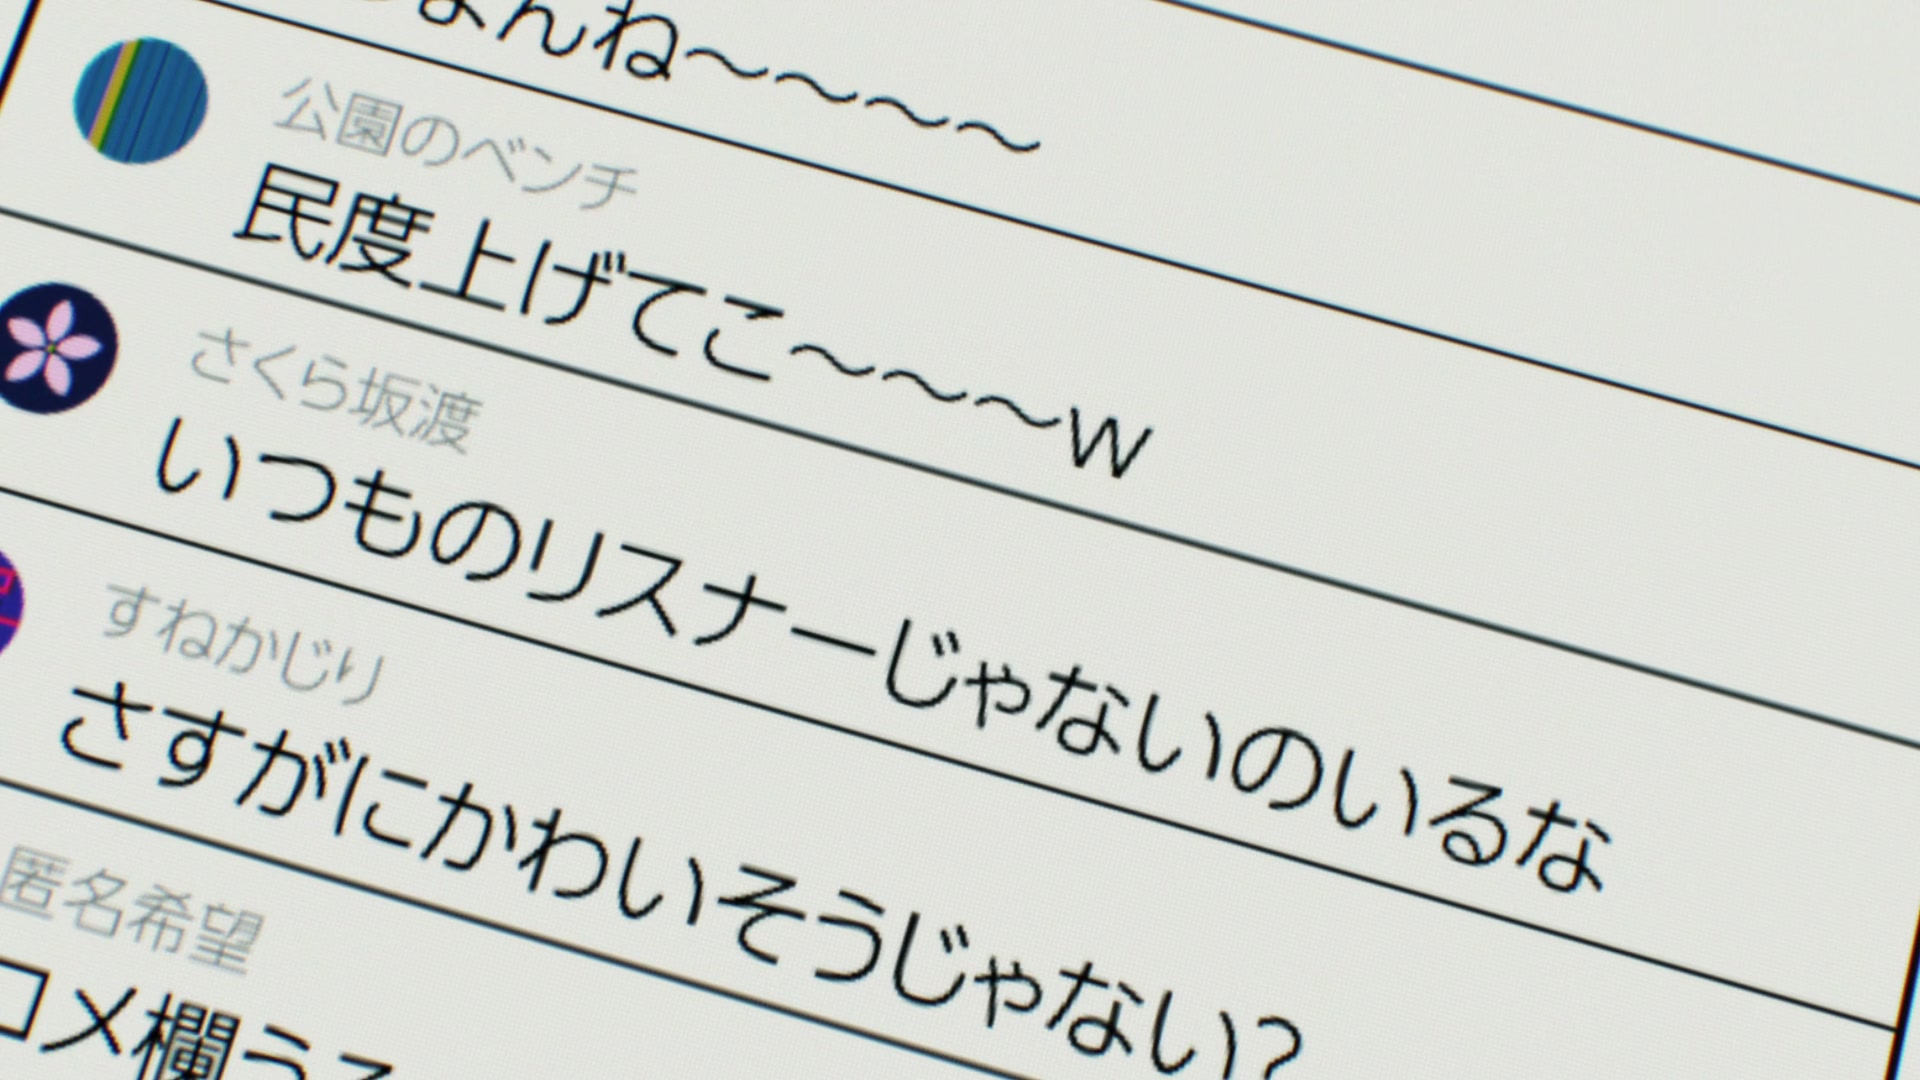 よんね〜〜〜〜
公園のベンチ
民度上げてこ〜〜〜w
さくら坂渡
いつものリスナーじゃないのいるな
すねかじり
さすがにかわいそうじゃない?
匿名希望
コメ欄うる